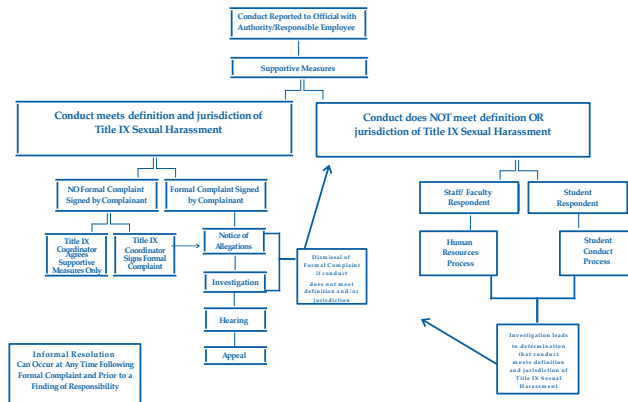 Conduct Reported to Official with
Authority/Responsible Employee
Supportive Measures
Conduct meets definition and jurisdiction of
Title IX Sexual Harassment
Conduct does NOT meet definition OR
jurisdiction of Title IX Sexual Harassment
NO Formal Complaint
Signed by Complainant
Formal Complaint Signed
by Complainant
Staff/ Faculty
Respondent
Student
Respondent
Title IX
Coordinator
Agrees
Supportive
Measures Only
Title IX
Coordinator
Signs Formal
Complaint
Notice of
Allegations
Human
Resources
Process
Student
Conduct
Process
Dismissal of
Formal Complaint
if conduct
does not meet
definition and/or
jurisdiction
Investigation
Hearing
Appeal
Investigation leads
to determination
that conduct
meets definition
and jurisdiction of
Title IX Sexual
Harassment
Informal Resolution
Can Occur at Any Time Following
Formal Complaint and Prior to a
Finding of Responsibility